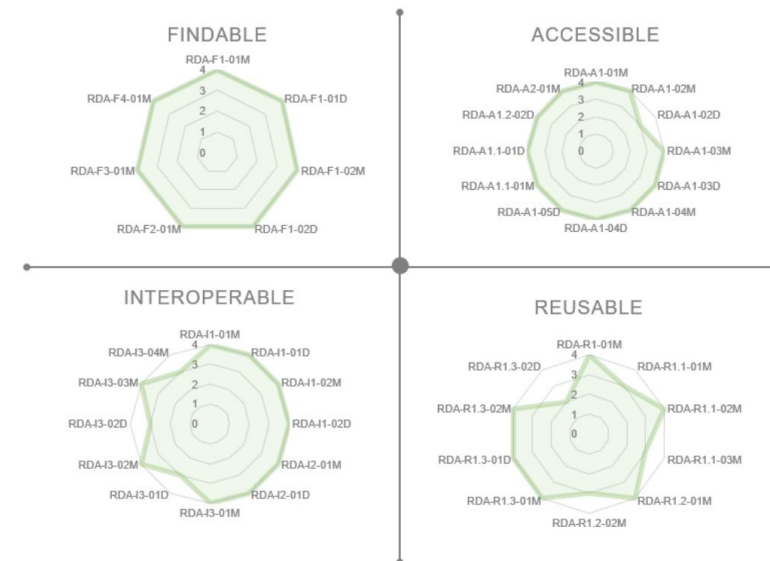 FINDABLE
RDA-F1-01M
4
3
2
1
0
RDA-F4-01M
RDA-F1-01D
RDA-F3-01M
RDA-F1-02M
RDA-F2-01M
RDA-F1-02D
ACCESSIBLE
RDA-A1-01M
4
3
2
1
0
RDA-A2-01M
RDA-A1-02M
RDA-A1.2-02D
RDA-A1-02D
RDA-A1.1-01D
RDA-A1-03M
RDA-A1.1-01M
RDA-A1-03D
RDA-A1-05D
RDA-A1-04M
RDA-A1-04D
INTEROPERABLE
RDA-I1-01M
4
3
2
1
0
RDA-I3-04M
RDA-I1-01D
RDA-I3-03M
RDA-I1-02M
RDA-I3-02D
RDA-I1-02D
RDA-I3-02M
RDA-I2-01M
RDA-I3-01D
RDA-I2-01D
RDA-I3-01M
REUSABLE
RDA-R1-01M
4
3
2
1
0
RDA-R1.3-02D
RDA-R1.1-01M
RDA-R1.3-02M
RDA-R1.1-02M
RDA-R1.3-01D
RDA-R1.1-03M
RDA-R1.3-01M
RDA-R1.2-01M
RDA-R1.2-02M